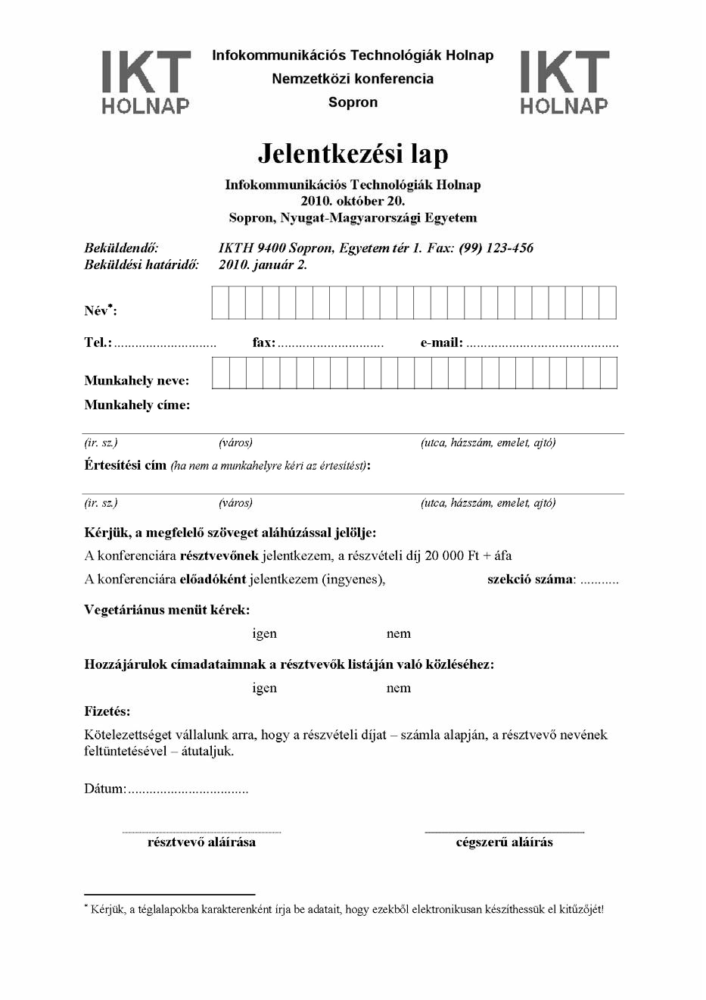 IKT HOLNAP
Infokommunikációs Technológiák Holnap
Nemzetközi konferencia
Sopron
IKT HOLNAP
Jelentkezési lap
Infokommunikációs Technológiák Holnap
2010. október 20.
Sopron, Nyugat-Magyarországi Egyetem
Beküldendő: IKTH 9400 Sopron, Egyetem tér 1. Fax: (99) 123-456
Beküldési határidő: 2010. január 2.
Név*:
Tel.:............................. fax:.............................. e-mail: ...........................................
Munkahely neve:
Munkahely címe:
(ir. sz.) (város) (utca, házszám, emelet, ajtó)
Értesítési cím (ha nem a munkahelyre kéri az értesítést):
(ir. sz.) (város) (utca, házszám, emelet, ajtó)
Kérjük, a megfelelő szöveget aláhúzással jelölje:
A konferenciára résztvevőnek jelentkezem, a részvételi díj 20 000 Ft + áfa
A konferenciára előadóként jelentkezem (ingyenes), szekció száma: ...........
Vegetáriánus menüt kérek:
igen nem
Hozzájárulok címadataimnak a résztvevők listáján való közléséhez:
igen nem
Fizetés:
Kötelezettséget vállalunk arra, hogy a részvételi díjat – számla alapján, a résztvevő nevének
feltüntetésével – átutaljuk.
Dátum:..................................
résztvevő aláírása cégszerű aláírás
* Kérjük, a téglalapokba karakterenként írja be adatait, hogy ezekből elektronikusan készíthessük el kitűzőjét!